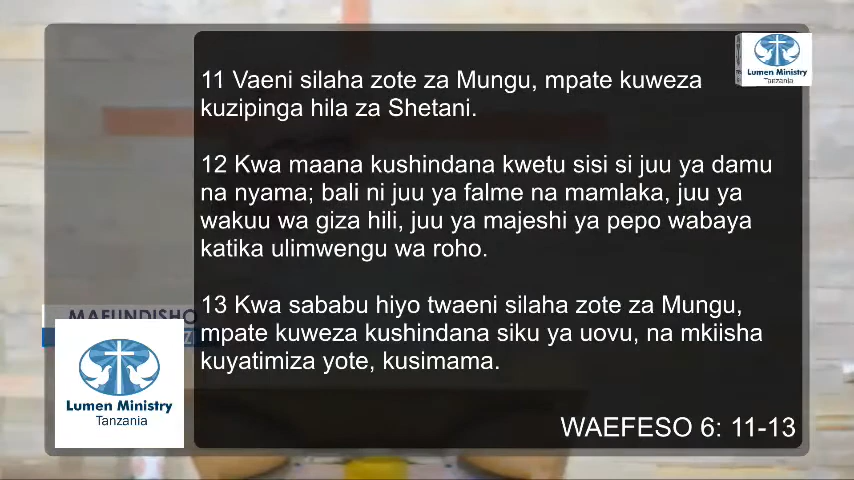 11 Vaeni silaha zote za Mungu, mpate kuweza
kuzipinga hila za Shetani.
12 Kwa maana kushindana kwetu sisi si juu ya damu
na nyama; bali ni juu ya falme na mamlaka, juu ya
wakuu wa giza hili, juu ya majeshi ya pepo wabaya
katika ulimwengu wa roho.
13 Kwa sababu hiyo twaeni silaha zote za Mungu,
mpate kuweza kushindana siku ya uovu, na mkiisha
kuyatimiza yote, kusimama.
WAEFESO 6: 11-13
Lumen Ministry
Tanzania
MAFUNDISHO
Lumen Ministry
Tanzania